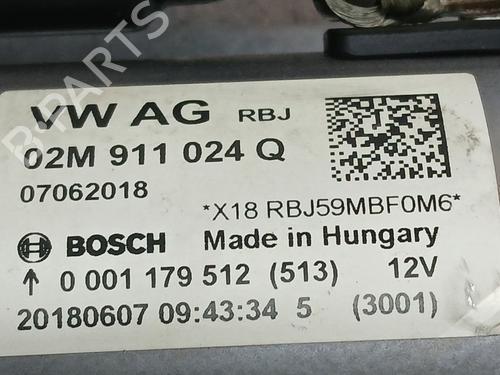 VW AG RBJ
02M 911 024 Q
07062018
*X18 RBJ59MBF0M6*
BOSCH Made in Hungary
↑ 0 001 179 512 (513) 12V
20180607 09:43:34 5 (3001)
B-PARTS